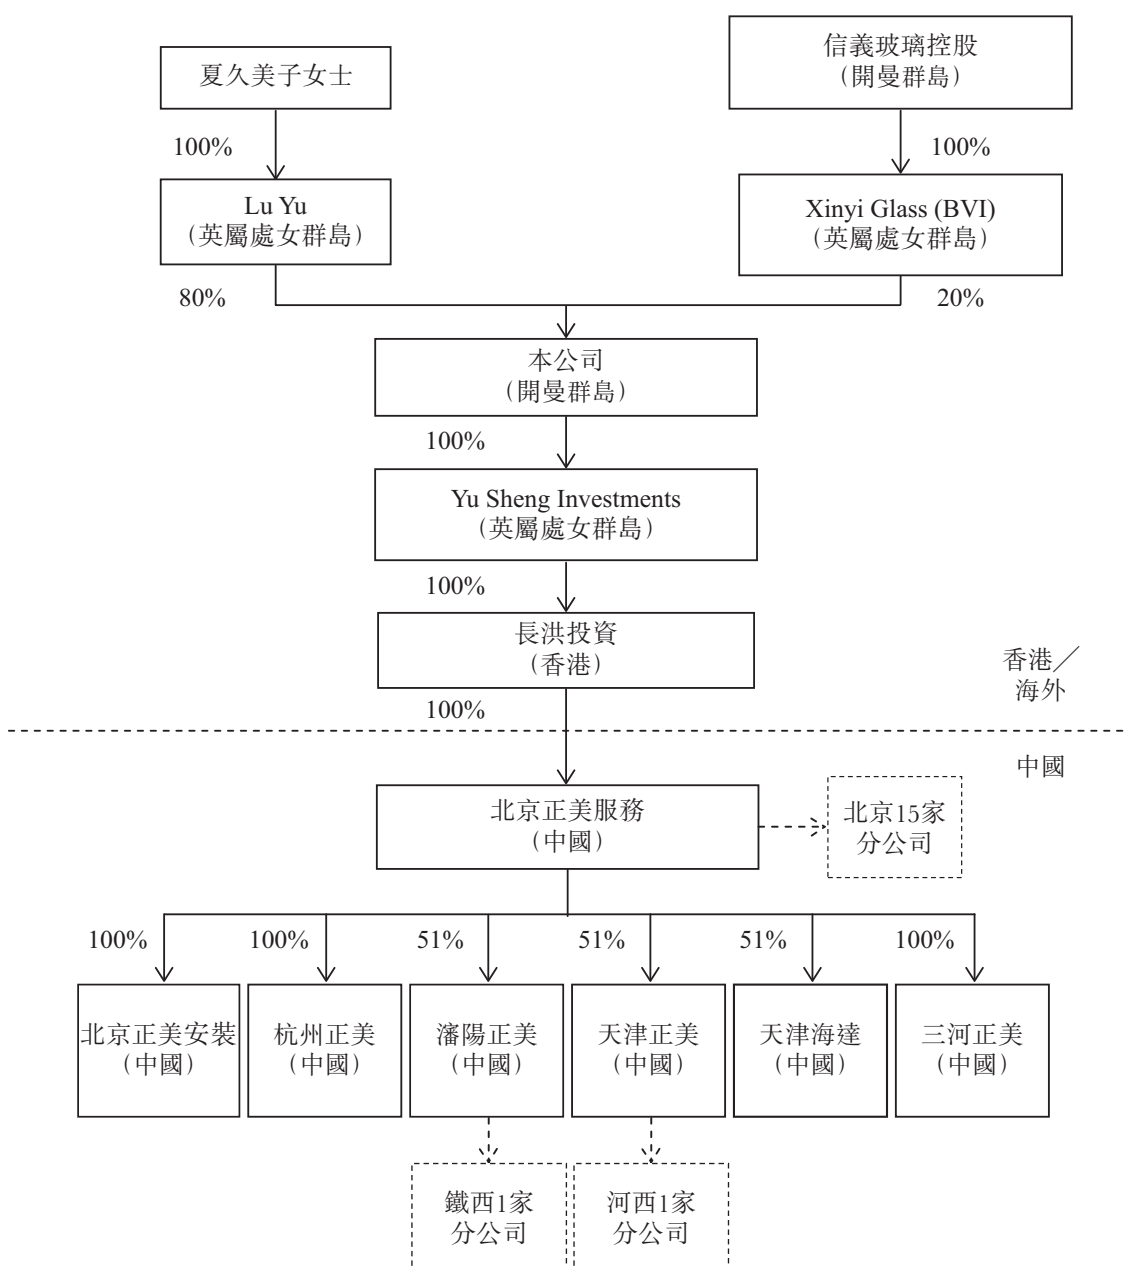 夏久美子女士
信義玻璃控股
(開曼群島)
100%
100%
Lu Yu
(英屬處女群島)
Xinyi Glass (BVI)
(英屬處女群島)
80%
20%
本公司
(開曼群島)
100%
Yu Sheng Investments
(英屬處女群島)
100%
長洪投資
(香港)
香港／
海外
100%
中國
北京正美服務
(中國)
北京15家
分公司
100%
100%
51%
51%
51%
100%
北京正美安裝
(中國)
杭州正美
(中國)
瀋陽正美
(中國)
天津正美
(中國)
天津海達
(中國)
三河正美
(中國)
鐵西1家
分公司
河西1家
分公司